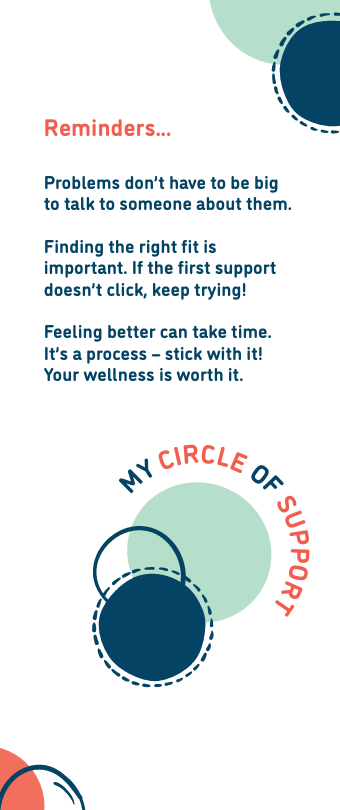 Reminders...
Problems don’t have to be big
to talk to someone about them.
Finding the right fit is
important. If the first support
doesn’t click, keep trying!
Feeling better can take time.
It’s a process – stick with it!
Your wellness is worth it.
MY CIRCLE OF SUPPORT